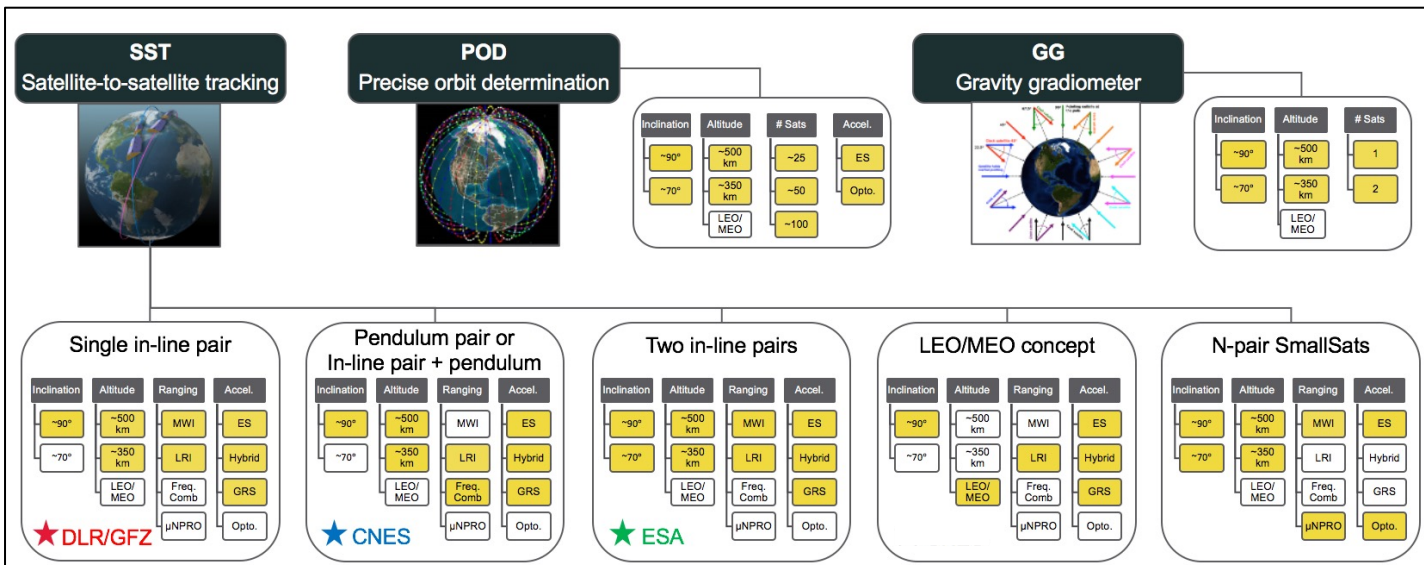 SST
Satellite-to-satellite tracking
POD
Precise orbit determination
GG
Gravity gradiometer
Inclination
~90°
~70°
Altitude
~500
km
~350
km
LEO/
MEO
# Sats
~25
~50
~100
Accel.
ES
Opto.
Inclination
~90°
~70°
Altitude
~500
km
~350
km
LEO/
MEO
# Sats
1
2
Single in-line pair
Inclination
~90°
~70°
Altitude
~500
km
~350
km
LEO/
MEO
Ranging
MWI
LRI
Freq.
Comb
µNPRO
Accel.
ES
Hybrid
GRS
Opto.
DLR/GFZ
Pendulum pair or
In-line pair + pendulum
Inclination
~90°
~70°
Altitude
~500
km
~350
km
LEO/
MEO
Ranging
MWI
LRI
Freq.
Comb
µNPRO
Accel.
ES
Hybrid
GRS
Opto.
CNES
Two in-line pairs
Inclination
~90°
~70°
Altitude
~500
km
~350
km
LEO/
MEO
Ranging
MWI
LRI
Freq.
Comb
µNPRO
Accel.
ES
Hybrid
GRS
Opto.
ESA
LEO/MEO concept
Inclination
~90°
~70°
Altitude
~500
km
~350
km
LEO/
MEO
Ranging
MWI
LRI
Freq.
Comb
µNPRO
Accel.
ES
Hybrid
GRS
Opto.
N-pair SmallSats
Inclination
~90°
~70°
Altitude
~500
km
~350
km
LEO/
MEO
Ranging
MWI
LRI
Freq.
Comb
µNPRO
Accel.
ES
Hybrid
GRS
Opto.